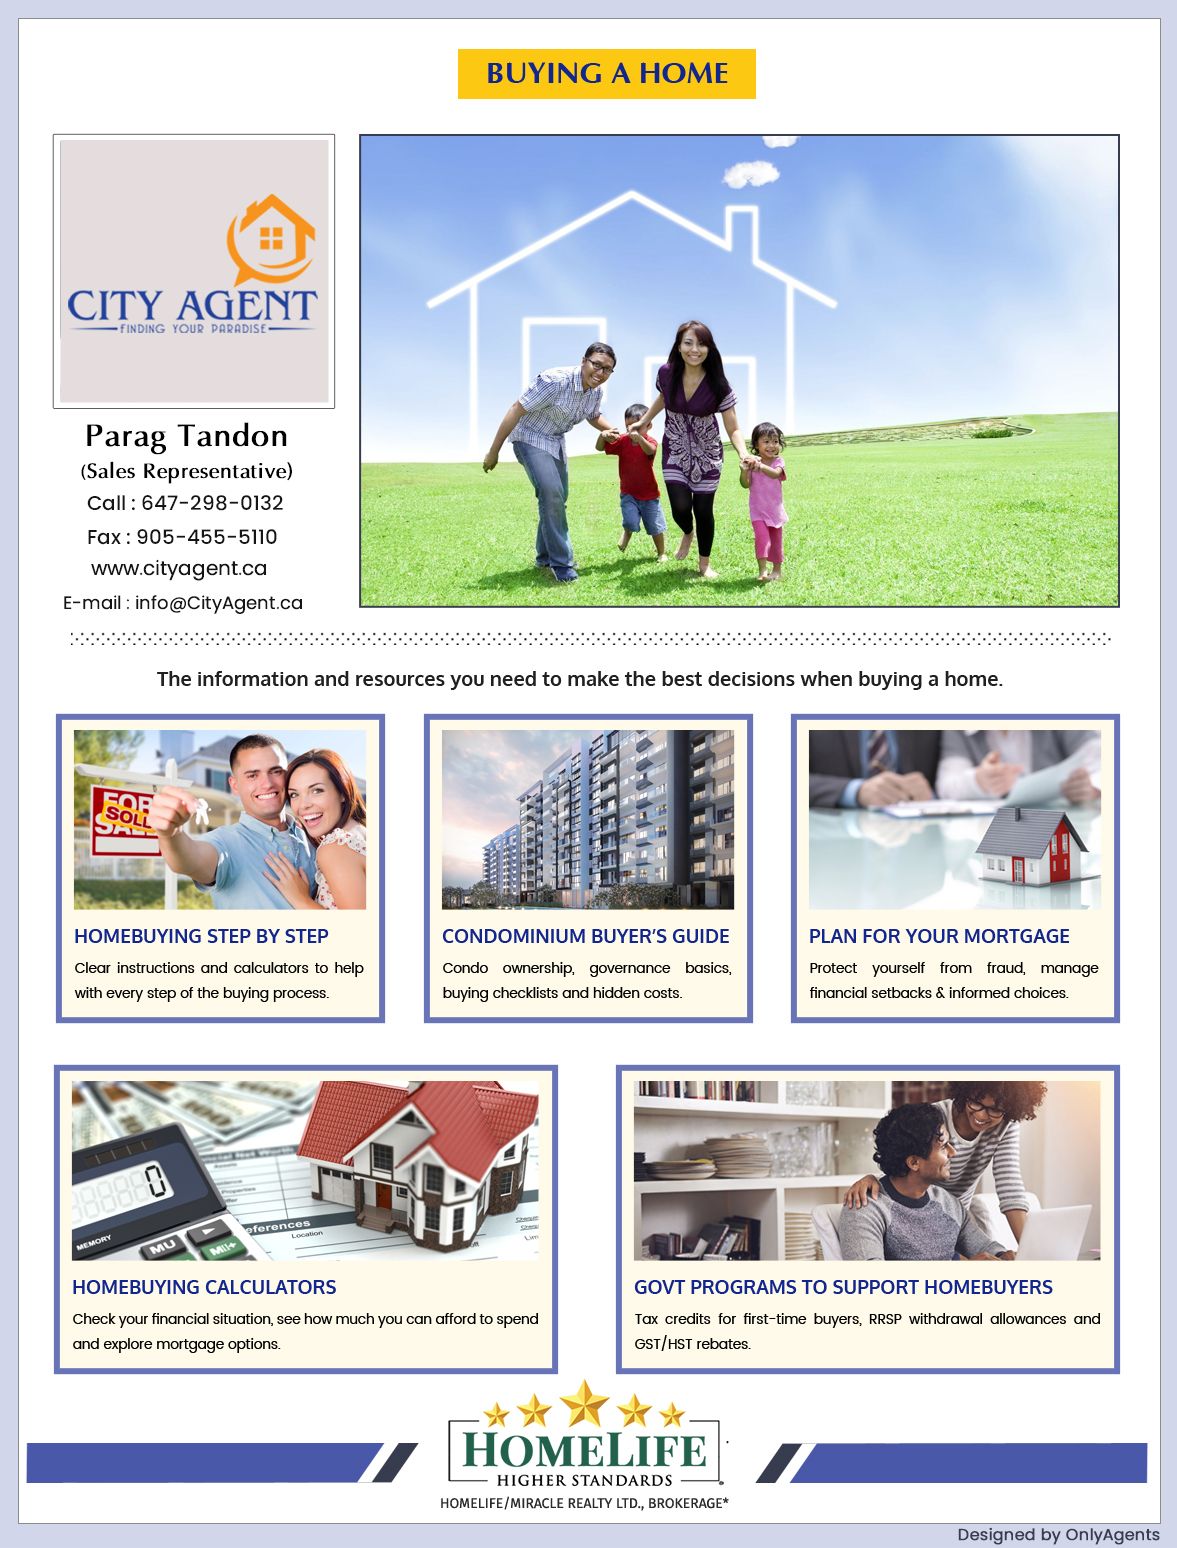 BUYING A HOME
CITY AGENT
FINDING YOUR PARADISE
Parag Tandon
(Sales Representative)
Call : 647-298-0132
Fax : 905-455-5110
www.cityagent.ca
E-mail : info@CityAgent.ca
The information and resources you need to make the best decisions when buying a home.
FOR
SOLD
SALE
HOMEBUYING STEP BY STEP
Clear instructions and calculators to help
with every step of the buying process.
CONDOMINIUM BUYER'S GUIDE
Condo ownership, governance basics,
buying checklists and hidden costs.
PLAN FOR YOUR MORTGAGE
Protect yourself from fraud, manage
financial setbacks & informed choices.
0
MEMORY
MU
MII+
eferences
Location
HOMEBUYING CALCULATORS
Check your financial situation, see how much you can afford to spend
and explore mortgage options.
GOVT PROGRAMS TO SUPPORT HOMEBUYERS
Tax credits for first-time buyers, RRSP withdrawal allowances and
GST/HST rebates.
HOMELIFE
HIGHER STANDARDS
HOMELIFE/MIRACLE REALTY LTD., BROKERAGE*
Designed by OnlyAgents